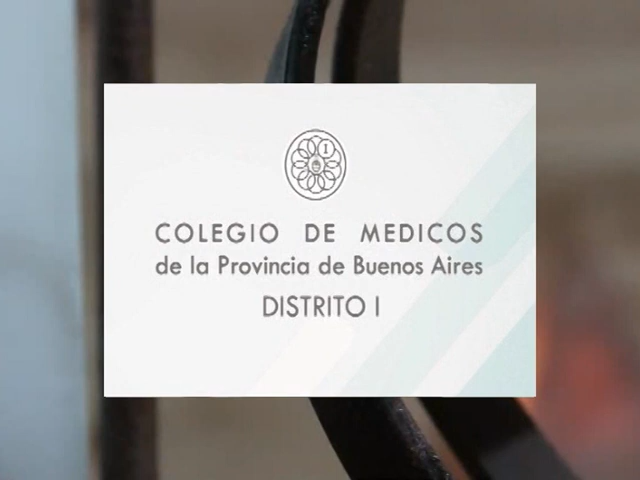 I
COLEGIO DE MEDICOS
de la Provincia de Buenos Aires
DISTRITO I